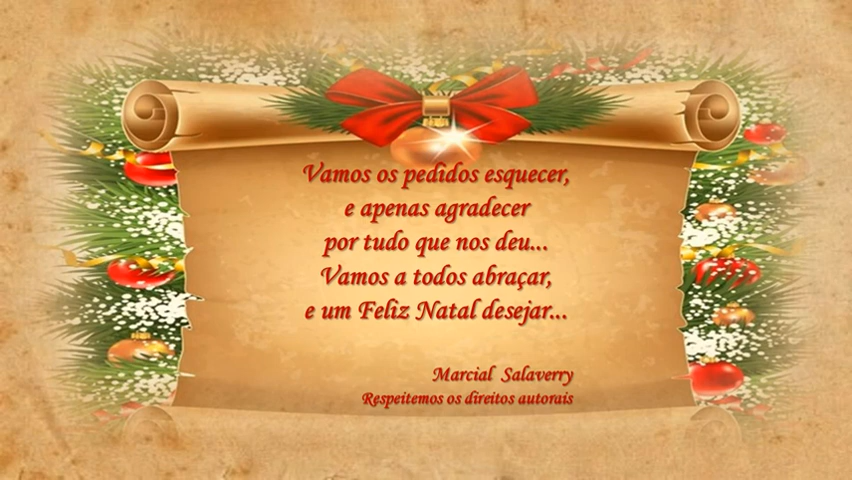 Vamos os pedidos esquecer,
e apenas agradecer
por tudo que nos deu...
Vamos a todos abraçar,
e um Feliz Natal desejar...
Marcial Salaverry
Respeitemos os direitos autorais